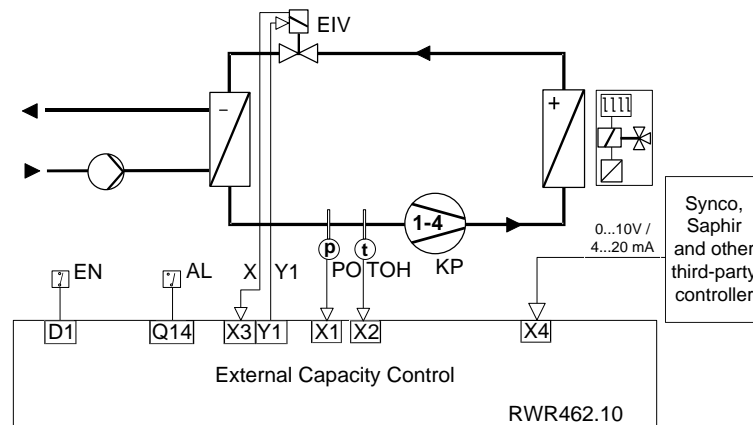 EIV
−
+
1-4
0...10V /
4...20 mA
Synco,
Saphir
and other
third-party
controller
p
PO
t
TOH
KP
EN
AL
X
Y1
D1
Q14
X3
Y1
X1
X2
X4
External Capacity Control
RWR462.10